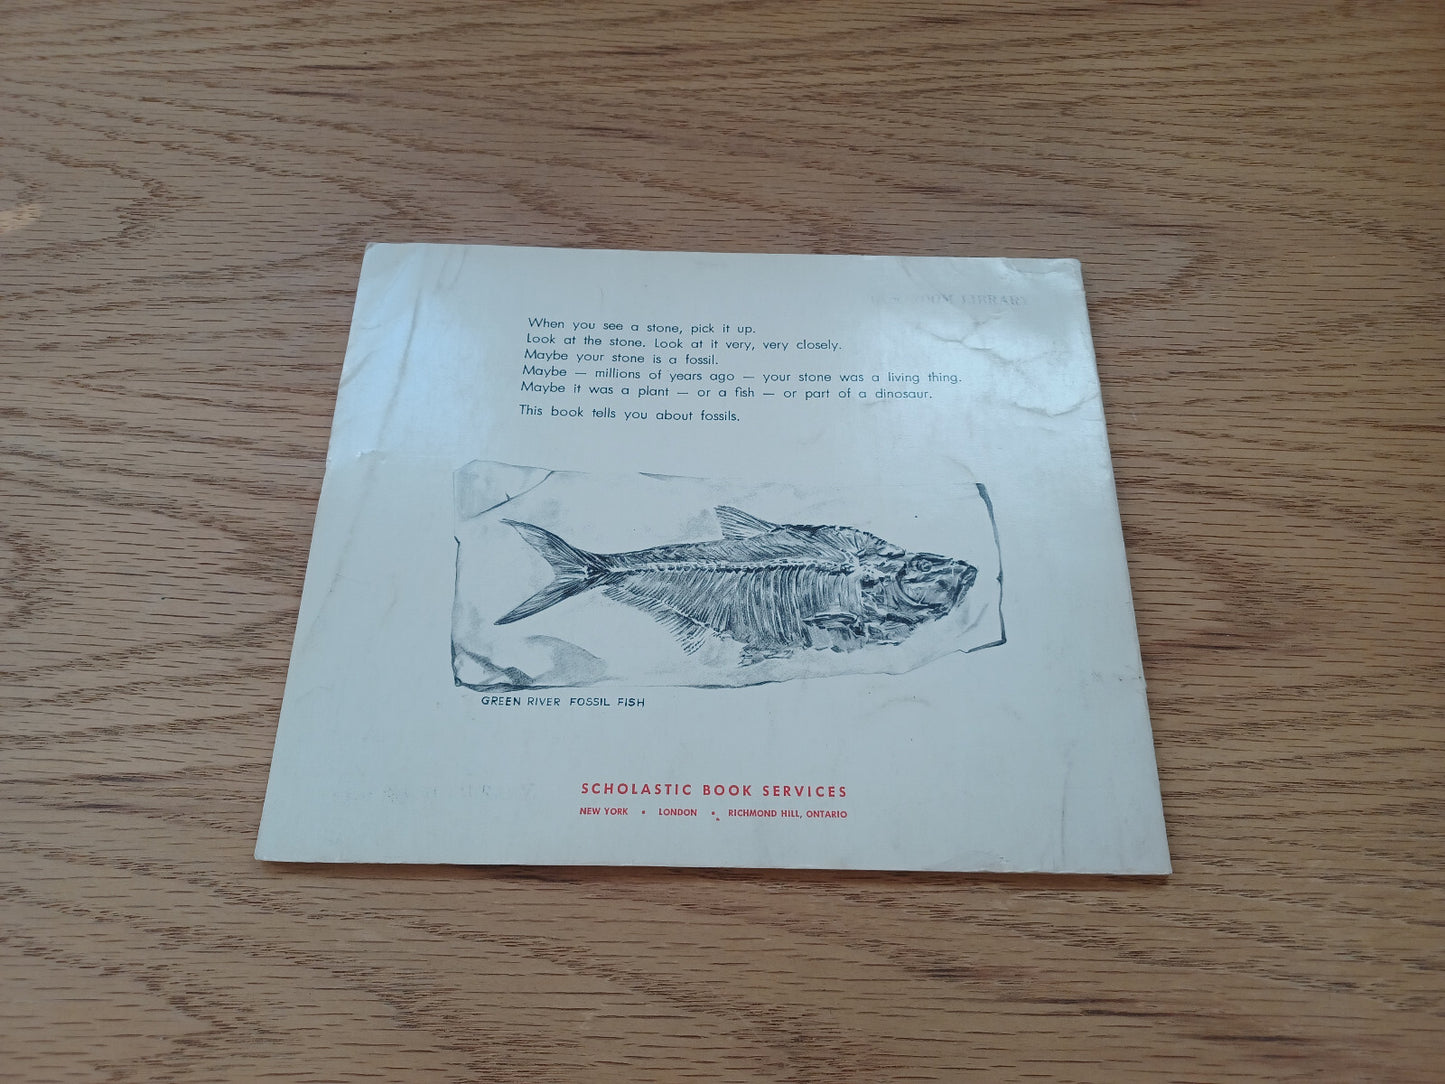 LIBRARY
When you see a stone, pick it up.
Look at the stone. Look at it very, very closely.
Maybe your stone is a fossil.
Maybe — millions of years ago — your stone was a living thing.
Maybe it was a plant — or a fish — or part of a dinosaur.
This book tells you about fossils.
GREEN RIVER FOSSIL FISH
SCHOLASTIC BOOK SERVICES
NEW YORK • LONDON • RICHMOND HILL, ONTARIO